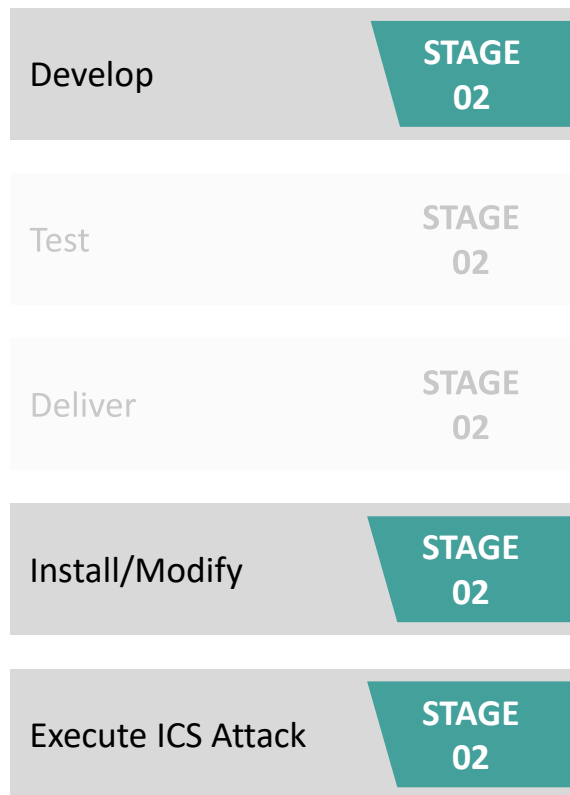 Develop
STAGE
02
Test
STAGE
02
Deliver
STAGE
02
Install/Modify
STAGE
02
Execute ICS Attack
STAGE
02